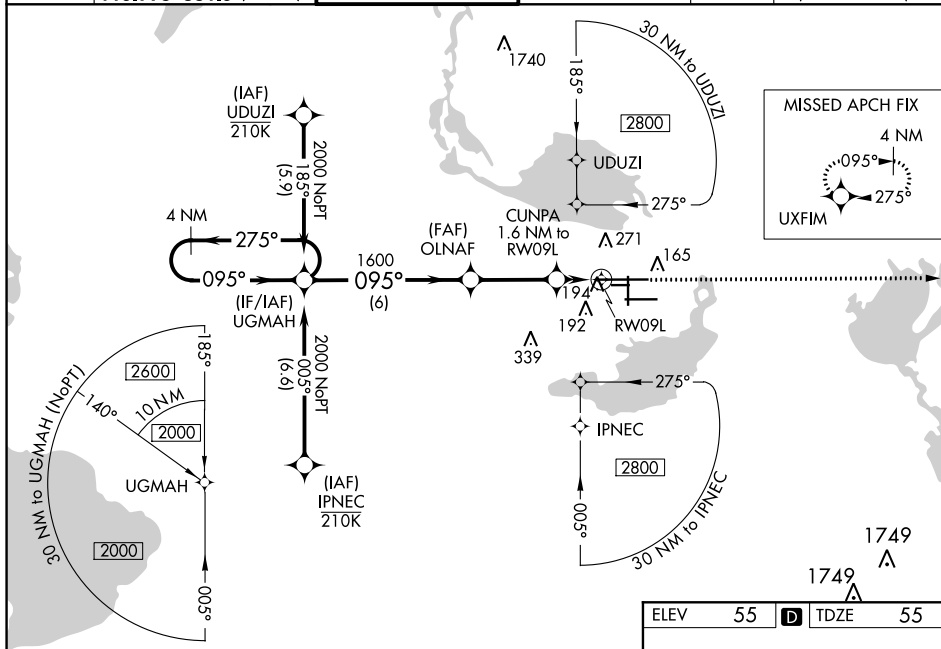 1740
30 NM to UDUZI
185°
2800
UDUZI
275°
MISSED APCH FIX
4 NM
095°
275°
UXFIM
(IAF)
UDUZI
210K
2000 NoPT
185°
(5.9)
4 NM
275°
095°
(IF/IAF)
UGMAH
1600
095°
(6)
(FAF)
OLNAF
CUNPA
1.6 NM to
RW09L
271
165
194
192
RW09L
339
2000 NoPT
005°
(6.6)
(IAF)
IPNEC
210K
30 NM to UGMAH (NoPT)
185°
2600
140°
10 NM
2000
UGMAH
2000
005°
275°
IPNEC
2800
005°
30 NM to IPNEC
1749
1749
ELEV 55 D TDZE 55